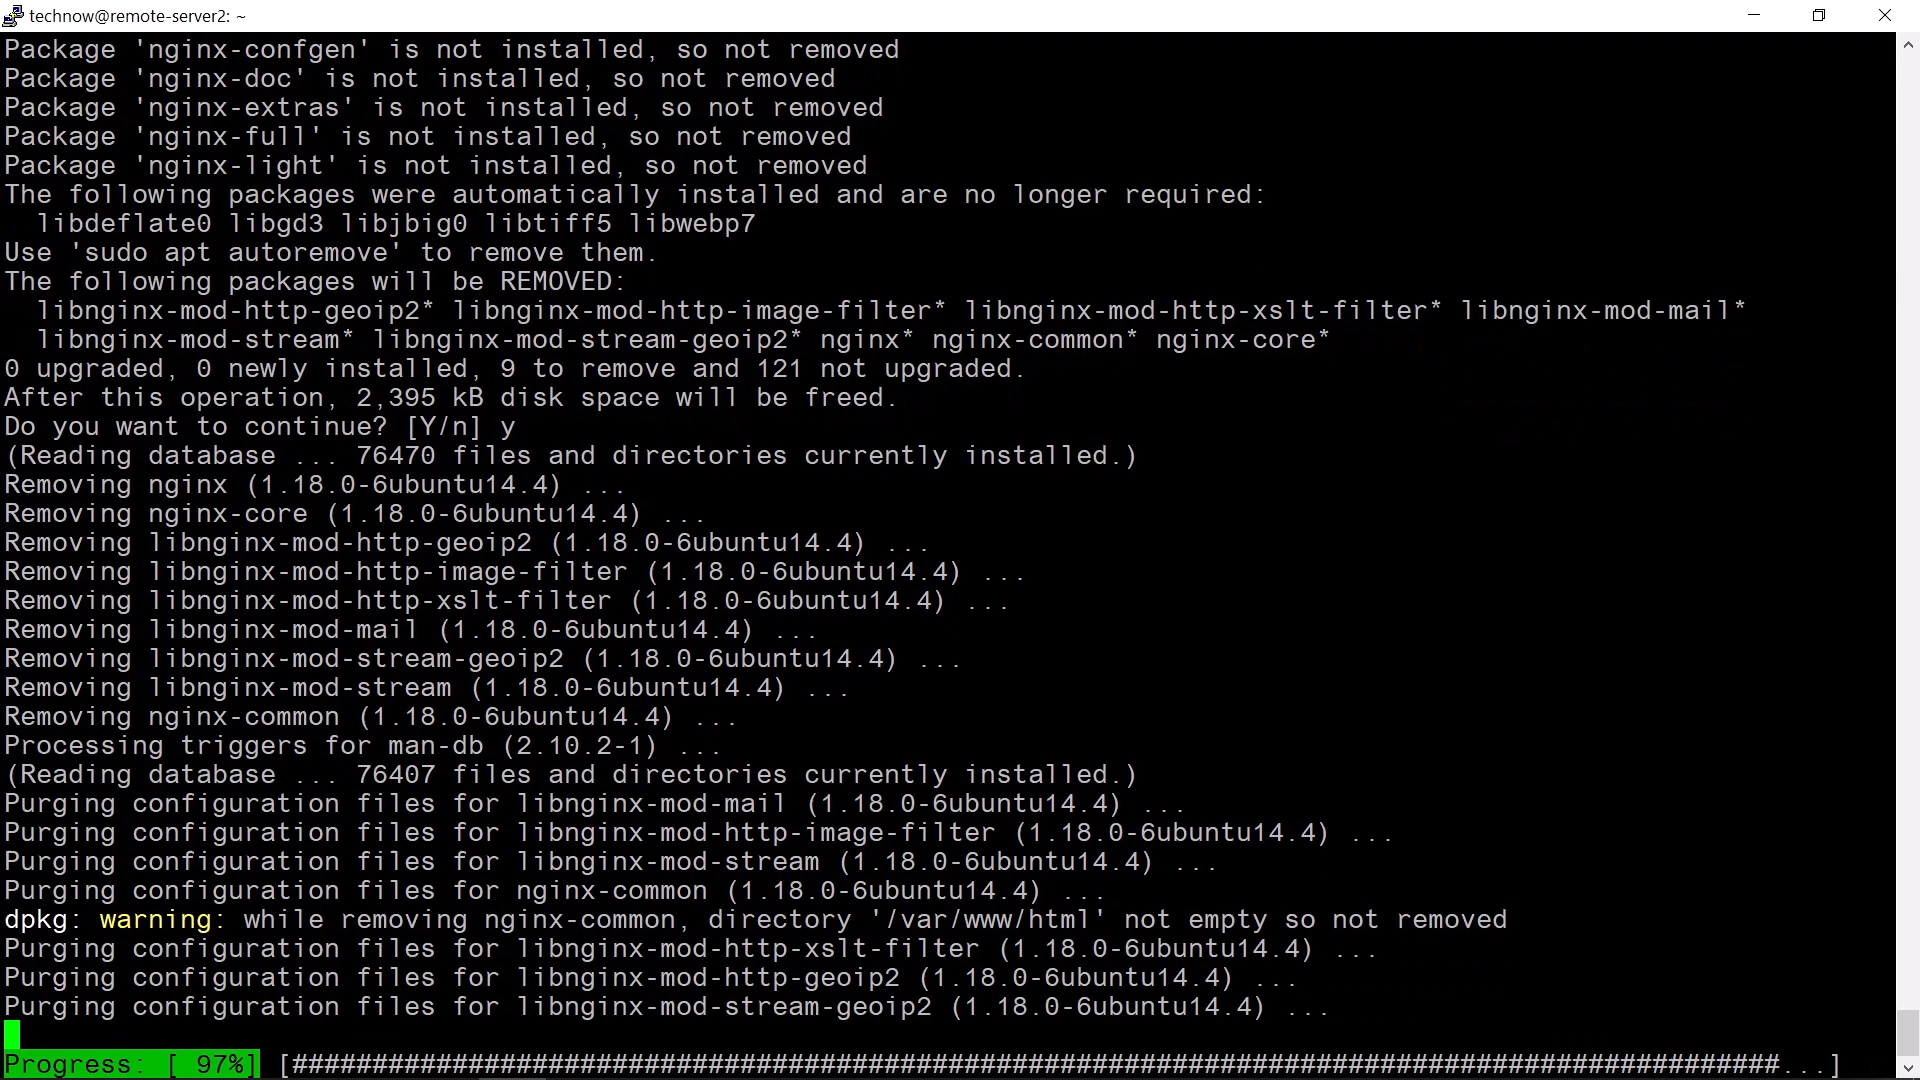 technow@remote-server2: ~
Package 'nginx-confgen' is not installed, so not removed
Package 'nginx-doc' is not installed, so not removed
Package 'nginx-extras' is not installed, so not removed
Package 'nginx-full' is not installed, so not removed
Package 'nginx-light' is not installed, so not removed
The following packages were automatically installed and are no longer required:
  libdeflate0 libgd3 libjbig0 libtiff5 libwebp7
Use 'sudo apt autoremove' to remove them.
The following packages will be REMOVED:
  libnginx-mod-http-geoip2* libnginx-mod-http-image-filter* libnginx-mod-http-xslt-filter* libnginx-mod-mail*
  libnginx-mod-stream* libnginx-mod-stream-geoip2* nginx* nginx-common* nginx-core*
0 upgraded, 0 newly installed, 9 to remove and 121 not upgraded.
After this operation, 2,395 kB disk space will be freed.
Do you want to continue? [Y/n] y
(Reading database ... 76470 files and directories currently installed.)
Removing nginx (1.18.0-6ubuntu14.4) ...
Removing nginx-core (1.18.0-6ubuntu14.4) ...
Removing libnginx-mod-http-geoip2 (1.18.0-6ubuntu14.4) ...
Removing libnginx-mod-http-image-filter (1.18.0-6ubuntu14.4) ...
Removing libnginx-mod-http-xslt-filter (1.18.0-6ubuntu14.4) ...
Removing libnginx-mod-mail (1.18.0-6ubuntu14.4) ...
Removing libnginx-mod-stream-geoip2 (1.18.0-6ubuntu14.4) ...
Removing libnginx-mod-stream (1.18.0-6ubuntu14.4) ...
Removing nginx-common (1.18.0-6ubuntu14.4) ...
Processing triggers for man-db (2.10.2-1) ...
(Reading database ... 76407 files and directories currently installed.)
Purging configuration files for libnginx-mod-mail (1.18.0-6ubuntu14.4) ...
Purging configuration files for libnginx-mod-http-image-filter (1.18.0-6ubuntu14.4) ...
Purging configuration files for libnginx-mod-stream (1.18.0-6ubuntu14.4) ...
Purging configuration files for nginx-common (1.18.0-6ubuntu14.4) ...
dpkg: warning: while removing nginx-common, directory '/var/www/html' not empty so not removed
Purging configuration files for libnginx-mod-http-xslt-filter (1.18.0-6ubuntu14.4) ...
Purging configuration files for libnginx-mod-http-geoip2 (1.18.0-6ubuntu14.4) ...
Purging configuration files for libnginx-mod-stream-geoip2 (1.18.0-6ubuntu14.4) ...
Progress: [ 97%] [#############################################################################################...]